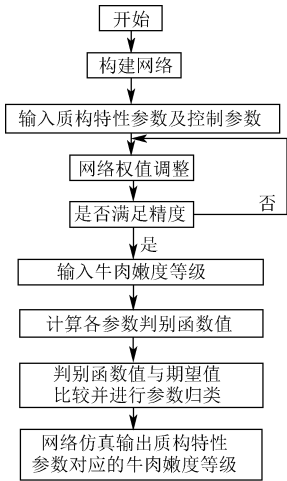 开始
构建网络
输入质构特性参数及控制参数
网络权值调整
是否满足精度
否
是
输入牛肉嫩度等级
计算各参数判别函数值
判别函数值与期望值
比较并进行参数归类
网络仿真输出质构特性
参数对应的牛肉嫩度等级